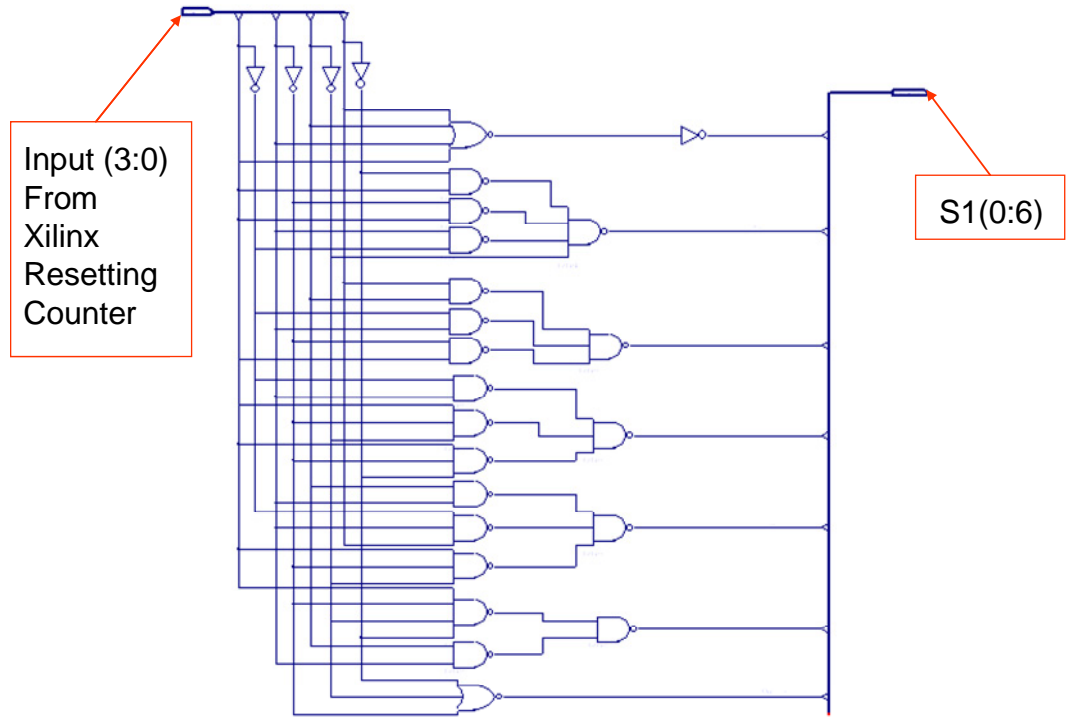 Input (3:0)
From
Xilinx
Resetting
Counter
S1(0:6)